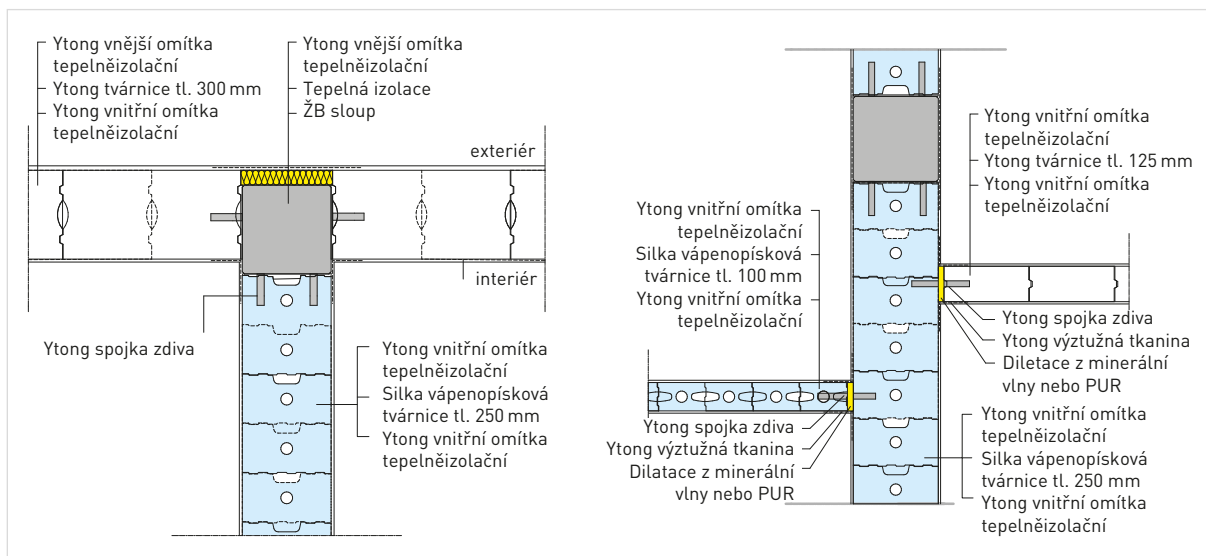 Ytong vnější omítka
tepelněizolační
Ytong tvárnice tl. 300 mm
Ytong vnitřní omítka
tepelněizolační
Ytong vnější omítka
tepelněizolační
Tepelná izolace
ŽB sloup
exteriér
interiér
Ytong spojka zdiva
Ytong vnitřní omítka
tepelněizolační
Silka vápenopísková
tvárnice tl. 250 mm
Ytong vnitřní omítka
tepelněizolační
Ytong vnitřní omítka
tepelněizolační
Silka vápenopísková
tvárnice tl. 100 mm
Ytong vnitřní omítka
tepelněizolační
Ytong spojka zdiva
Ytong výztužná tkanina
Dilatace z minerální
vlny nebo PUR
Ytong vnitřní omítka
tepelněizolační
Ytong tvárnice tl. 125 mm
Ytong vnitřní omítka
tepelněizolační
Ytong spojka zdiva
Ytong výztužná tkanina
Diletace z minerální
vlny nebo PUR
Ytong vnitřní omítka
tepelněizolační
Silka vápenopísková
tvárnice tl. 250 mm
Ytong vnitřní omítka
tepelněizolační